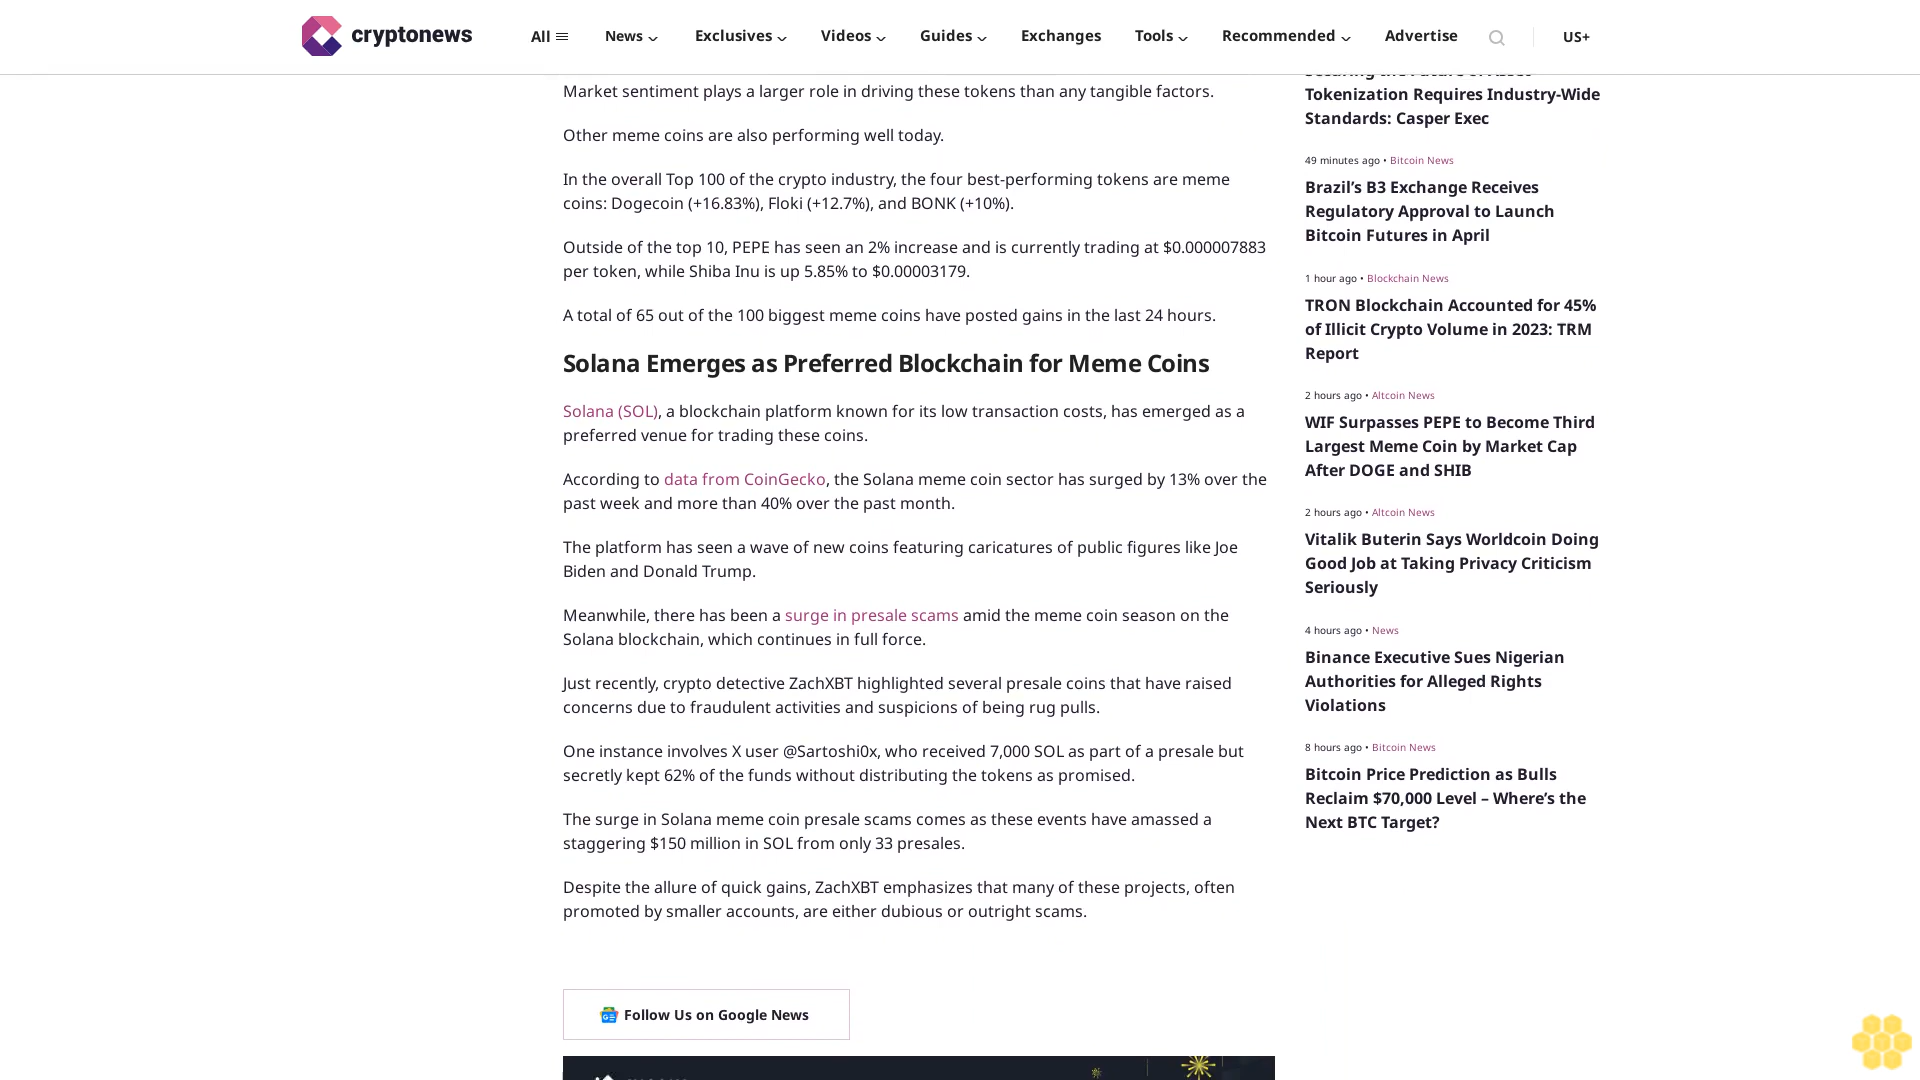 cryptonews
All
News
Exclusives
Videos
Guides
Exchanges
Tools
Recommended
Advertise
US+
Market sentiment plays a larger role in driving these tokens than any tangible factors.
Other meme coins are also performing well today.
In the overall Top 100 of the crypto industry, the four best-performing tokens are meme
coins: Dogecoin (+16.83%), Floki (+12.7%), and BONK (+10%).
Outside of the top 10, PEPE has seen an 2% increase and is currently trading at $0.000007883
per token, while Shiba Inu is up 5.85% to $0.00003179.
A total of 65 out of the 100 biggest meme coins have posted gains in the last 24 hours.
Solana Emerges as Preferred Blockchain for Meme Coins
Solana (SOL), a blockchain platform known for its low transaction costs, has emerged as a
preferred venue for trading these coins.
According to data from CoinGecko, the Solana meme coin sector has surged by 13% over the
past week and more than 40% over the past month.
The platform has seen a wave of new coins featuring caricatures of public figures like Joe
Biden and Donald Trump.
Meanwhile, there has been a surge in presale scams amid the meme coin season on the
Solana blockchain, which continues in full force.
Just recently, crypto detective ZachXBT highlighted several presale coins that have raised
concerns due to fraudulent activities and suspicions of being rug pulls.
One instance involves X user @Sartoshi0x, who received 7,000 SOL as part of a presale but
secretly kept 62% of the funds without distributing the tokens as promised.
The surge in Solana meme coin presale scams comes as these events have amassed a
staggering $150 million in SOL from only 33 presales.
Despite the allure of quick gains, ZachXBT emphasizes that many of these projects, often
promoted by smaller accounts, are either dubious or outright scams.
Follow Us on Google News
Securing the Future of Asset
Tokenization Requires Industry-Wide
Standards: Casper Exec
49 minutes ago • Bitcoin News
Brazil's B3 Exchange Receives
Regulatory Approval to Launch
Bitcoin Futures in April
1 hour ago • Blockchain News
TRON Blockchain Accounted for 45%
of Illicit Crypto Volume in 2023: TRM
Report
2 hours ago • Altcoin News
WIF Surpasses PEPE to Become Third
Largest Meme Coin by Market Cap
After DOGE and SHIB
2 hours ago • Altcoin News
Vitalik Buterin Says Worldcoin Doing
Good Job at Taking Privacy Criticism
Seriously
4 hours ago • News
Binance Executive Sues Nigerian
Authorities for Alleged Rights
Violations
8 hours ago • Bitcoin News
Bitcoin Price Prediction as Bulls
Reclaim $70,000 Level – Where's the
Next BTC Target?